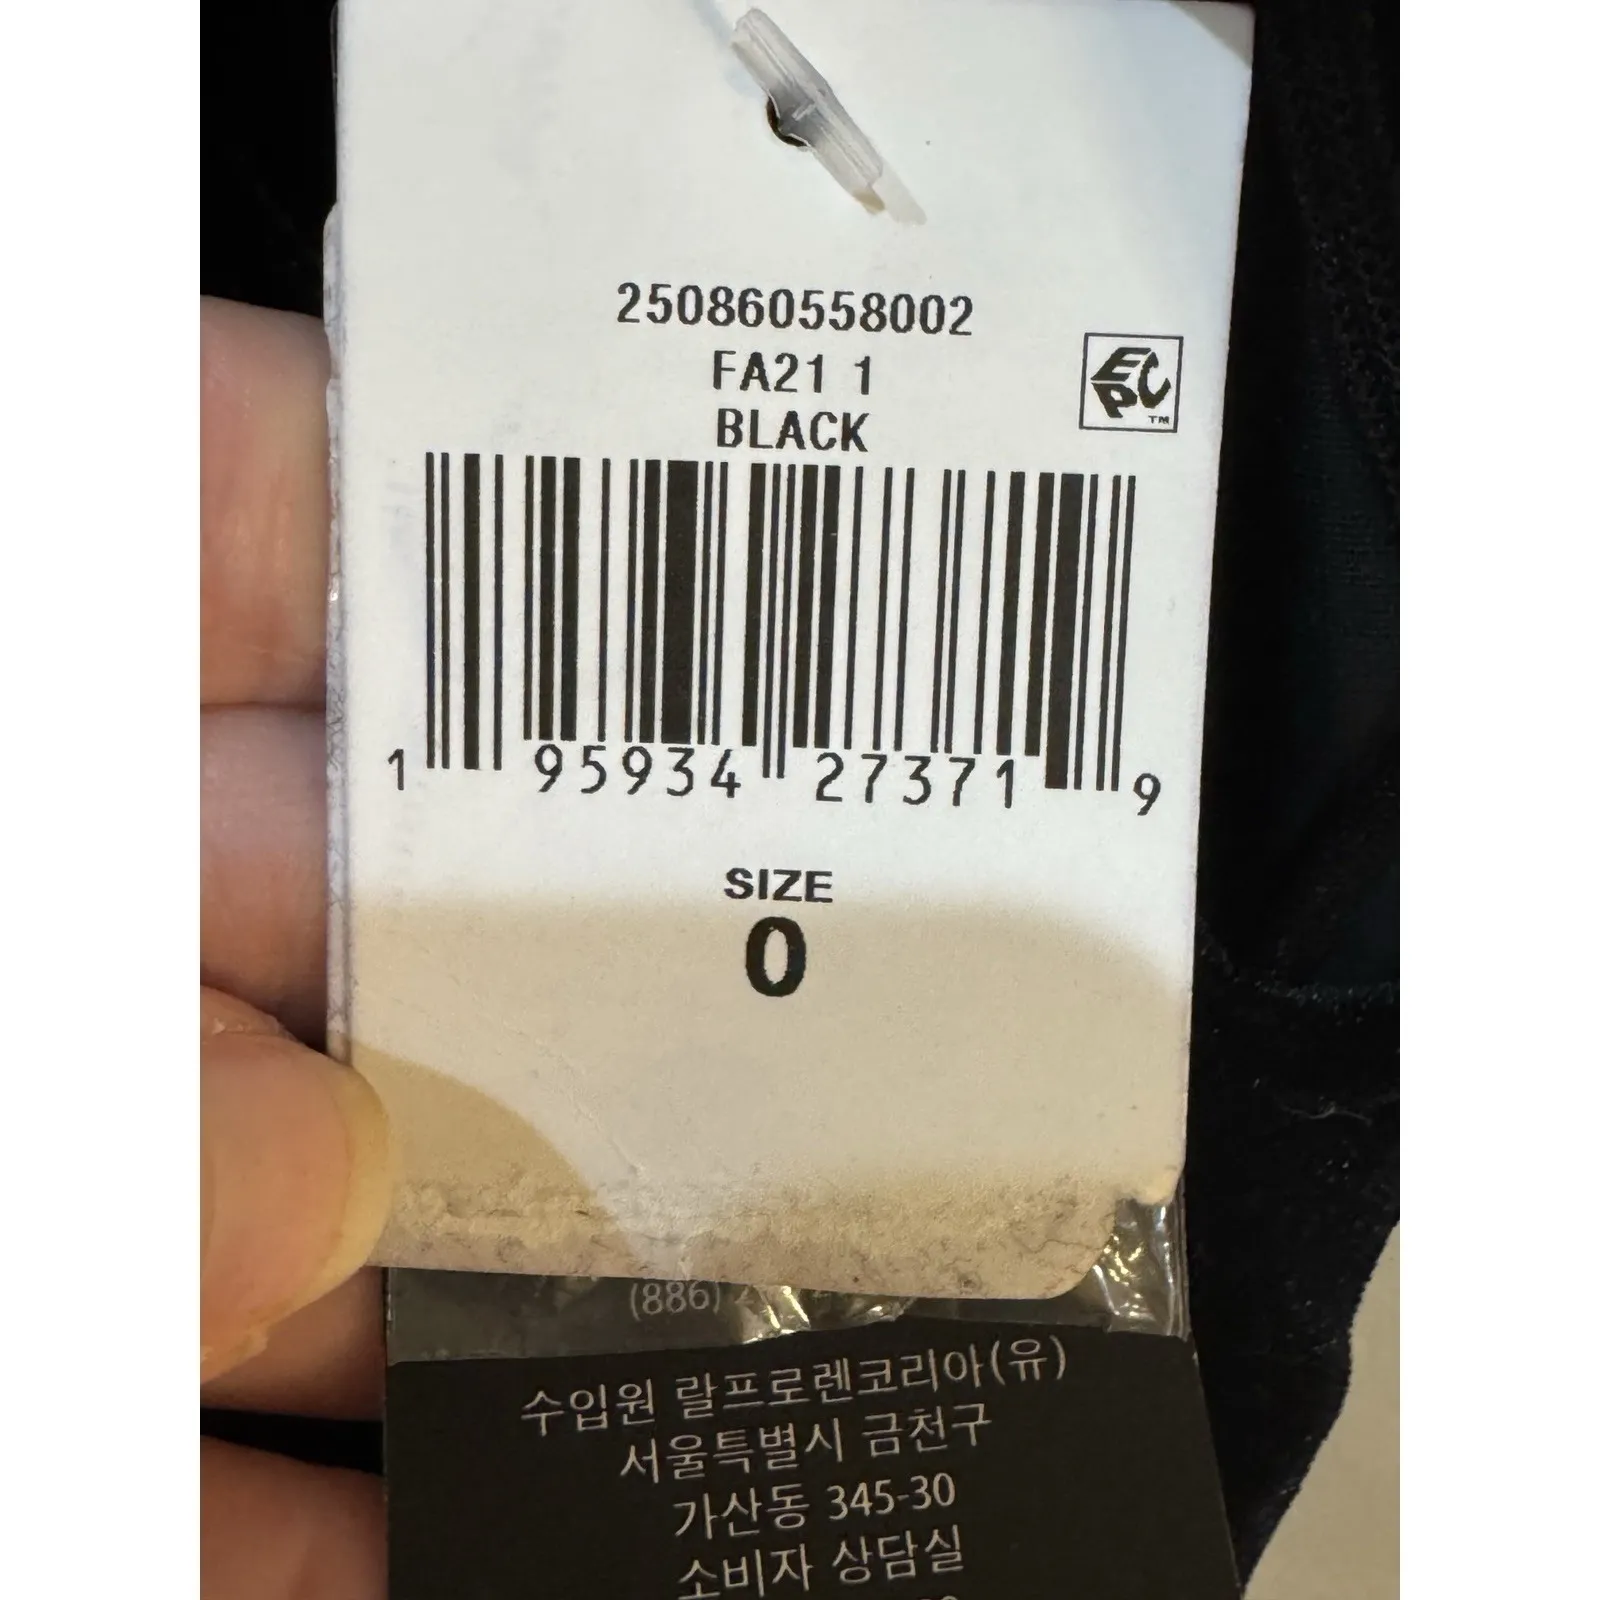 250860558002
FA21 1
BLACK
EPC™
1 95934 27371 9
SIZE
0
(886)
수입원 랄프로렌코리아(유)
서울특별시 금천구
가산동 345-30
소비자 상담실